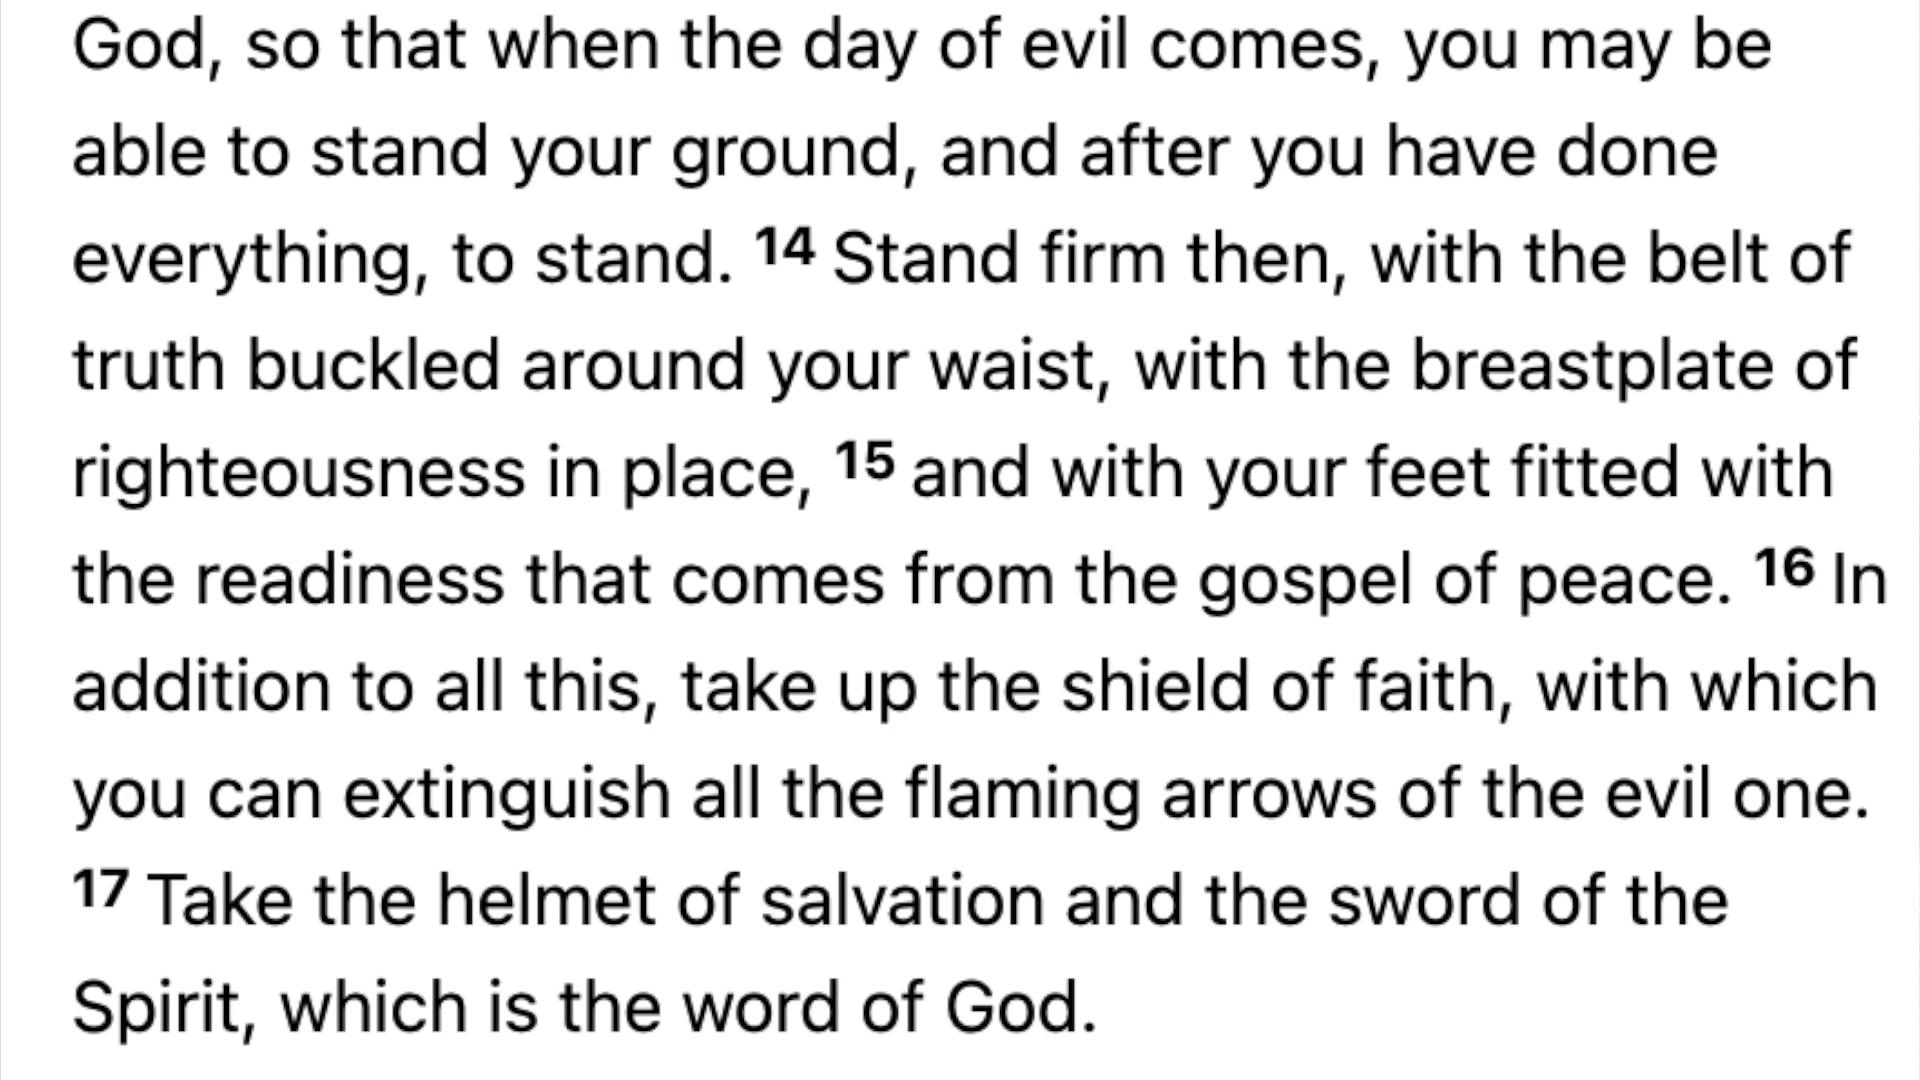 God, so that when the day of evil comes, you may be
able to stand your ground, and after you have done
everything, to stand. 14 Stand firm then, with the belt of
truth buckled around your waist, with the breastplate of
righteousness in place, 15 and with your feet fitted with
the readiness that comes from the gospel of peace. 16 In
addition to all this, take up the shield of faith, with which
you can extinguish all the flaming arrows of the evil one.
17 Take the helmet of salvation and the sword of the
Spirit, which is the word of God.